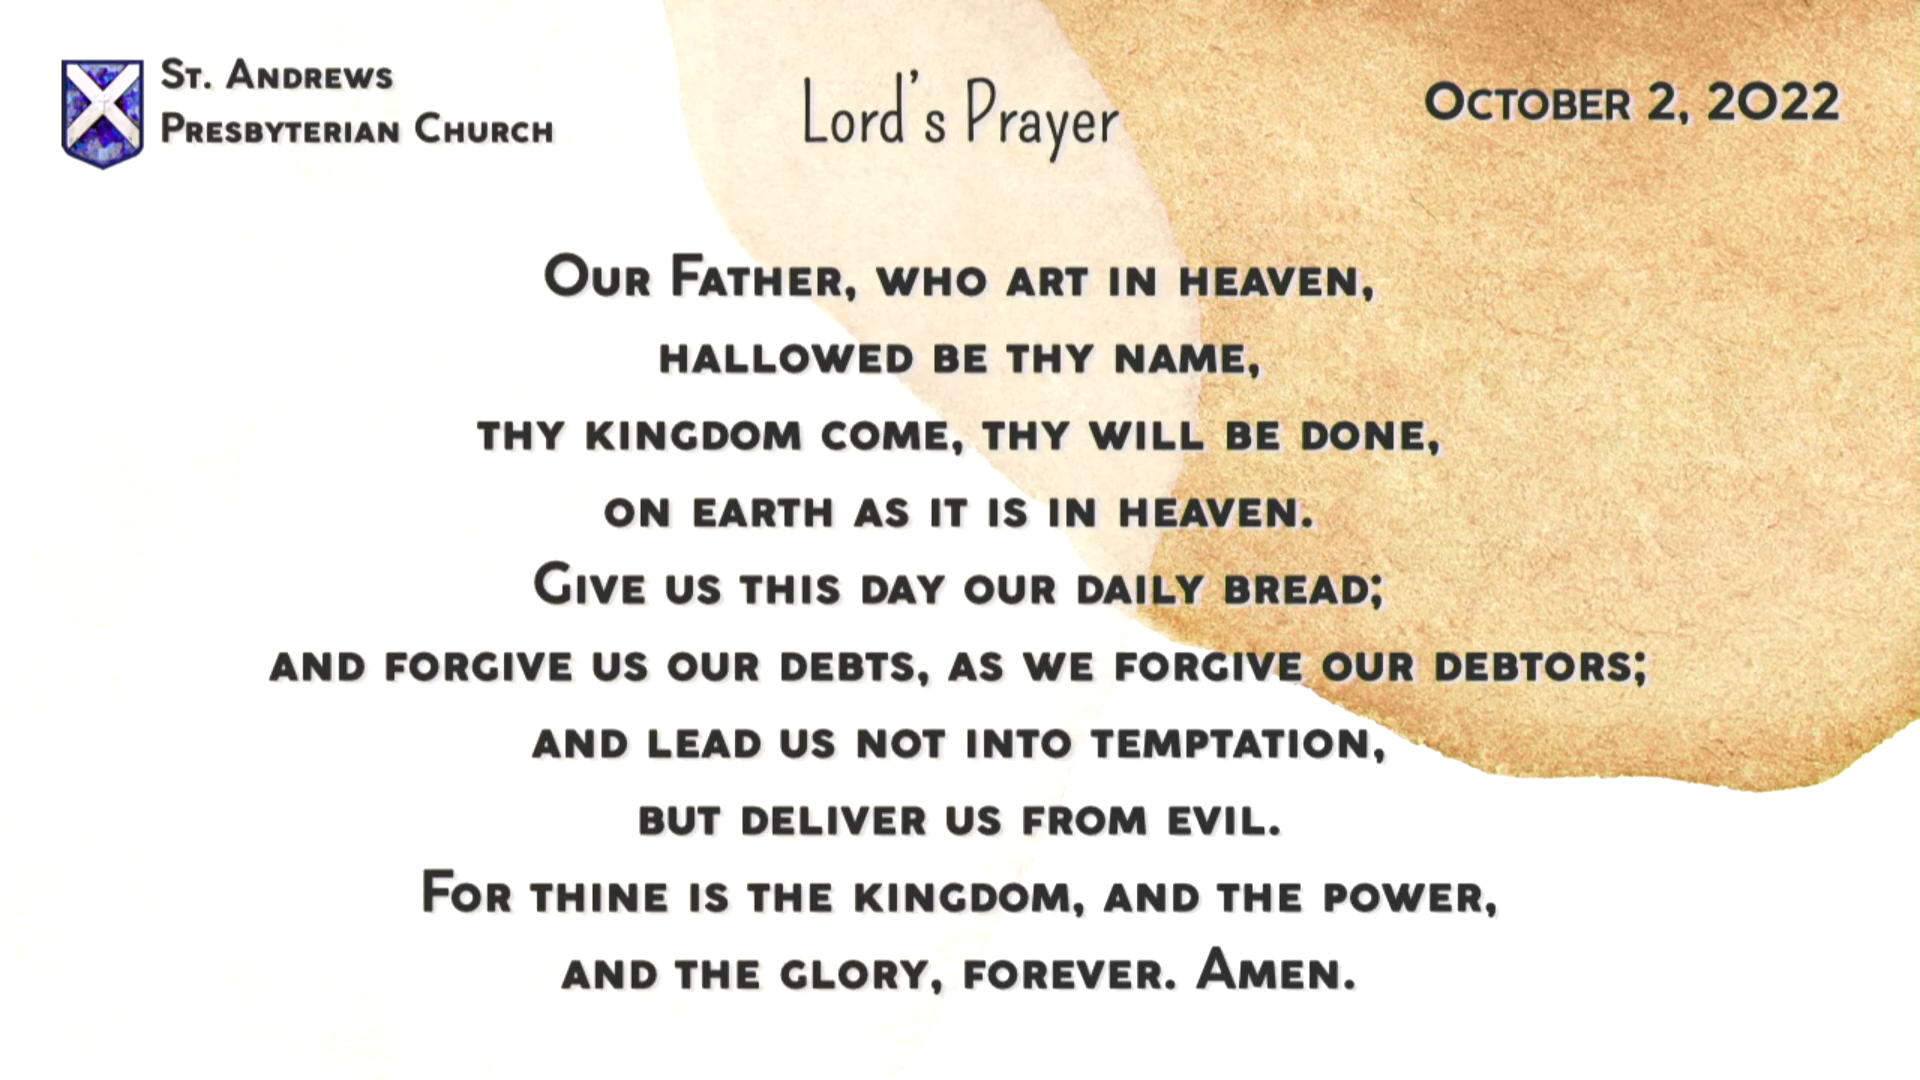 St. Andrews
Presbyterian Church
Lord's Prayer
October 2, 2022
Our Father, who art in heaven,
hallowed be thy name,
thy kingdom come, thy will be done,
on earth as it is in heaven.
Give us this day our daily bread;
and forgive us our debts, as we forgive our debtors;
and lead us not into temptation,
but deliver us from evil.
For thine is the kingdom, and the power,
and the glory, forever. Amen.